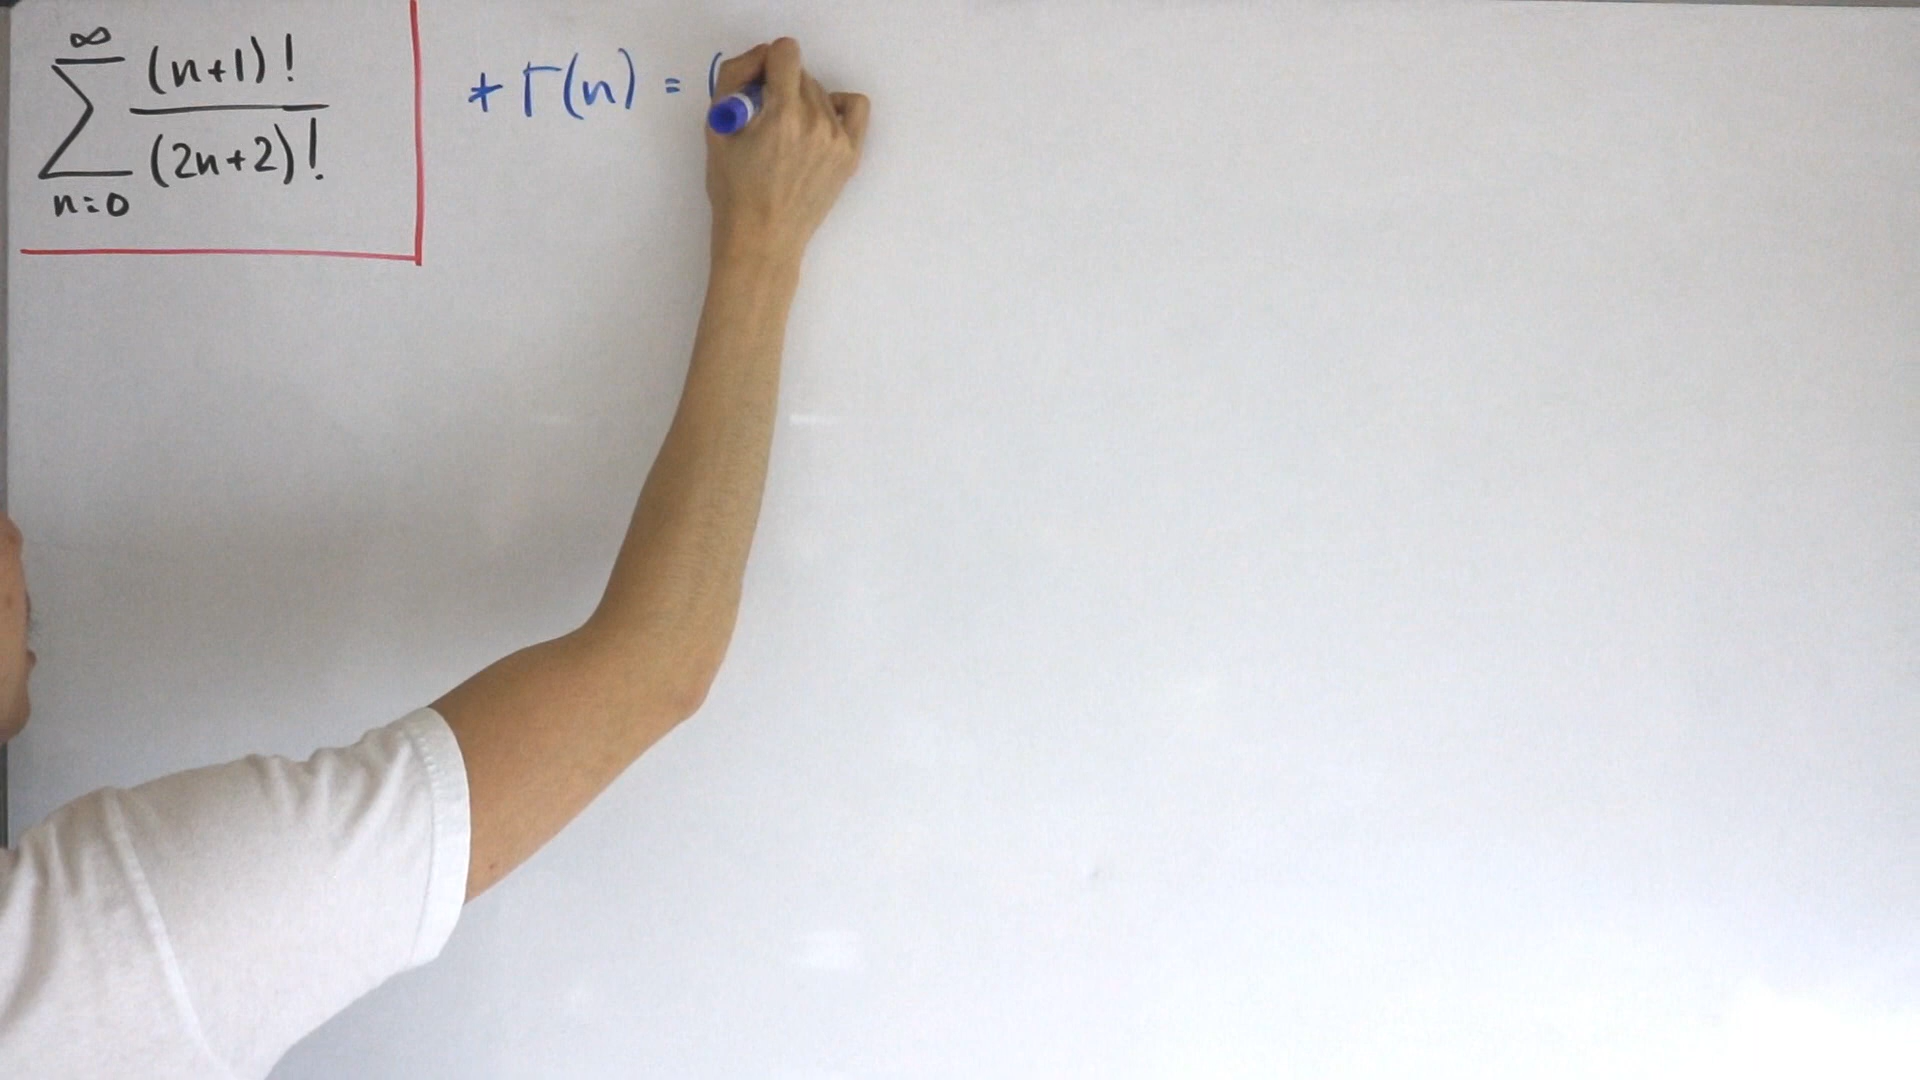 ∞
∑ (n+1)! / (2n+2)!
n=0
* Γ(n) = (